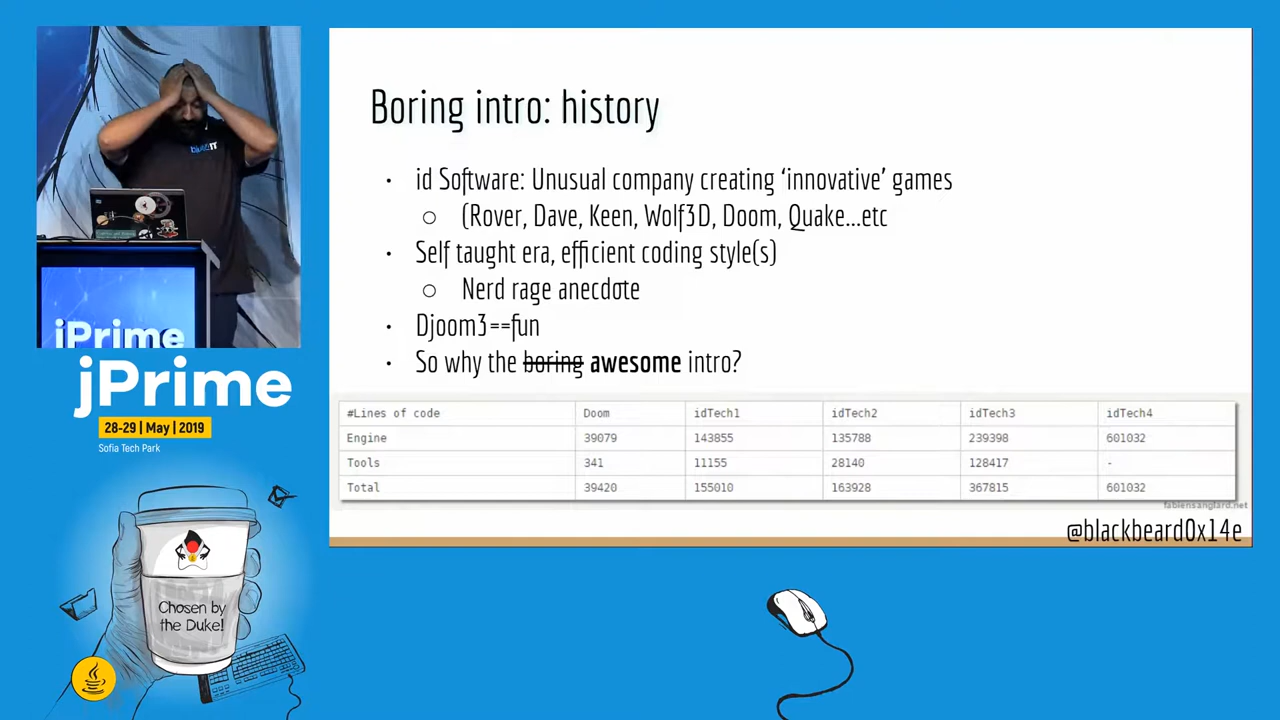 Boring intro: history
• id Software: Unusual company creating ‘innovative’ games
○ (Rover, Dave, Keen, Wolf3D, Doom, Quake...etc
• Self taught era, efficient coding style(s)
○ Nerd rage anecdote
• Djoom3==fun
• So why the boring awesome intro?
#Lines of code Doom idTech1 idTech2 idTech3 idTech4
Engine 39079 143855 135788 239398 601032
Tools 341 11155 28140 128417 -
Total 39420 155010 163928 367815 601032
fabiensanglard.net
@blackbeard0x14e
jPrime
jPrime
28-29 | May | 2019
Sofia Tech Park
Chosen by
the Duke!